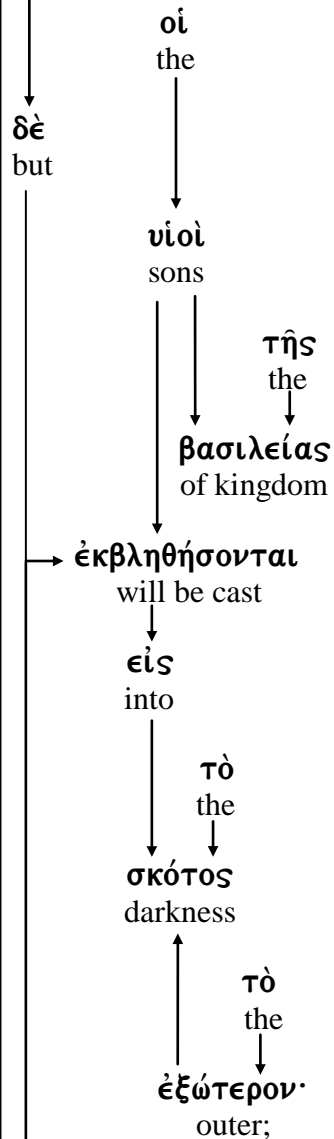 οἱ
the
δὲ
but
υἱοὶ
sons
τῆς
the
βασιλείας
of kingdom
ἐκβληθήσονται
will be cast
εἰς
into
τὸ
the
σκότος
darkness
τὸ
the
ἐξώτερον·
outer;